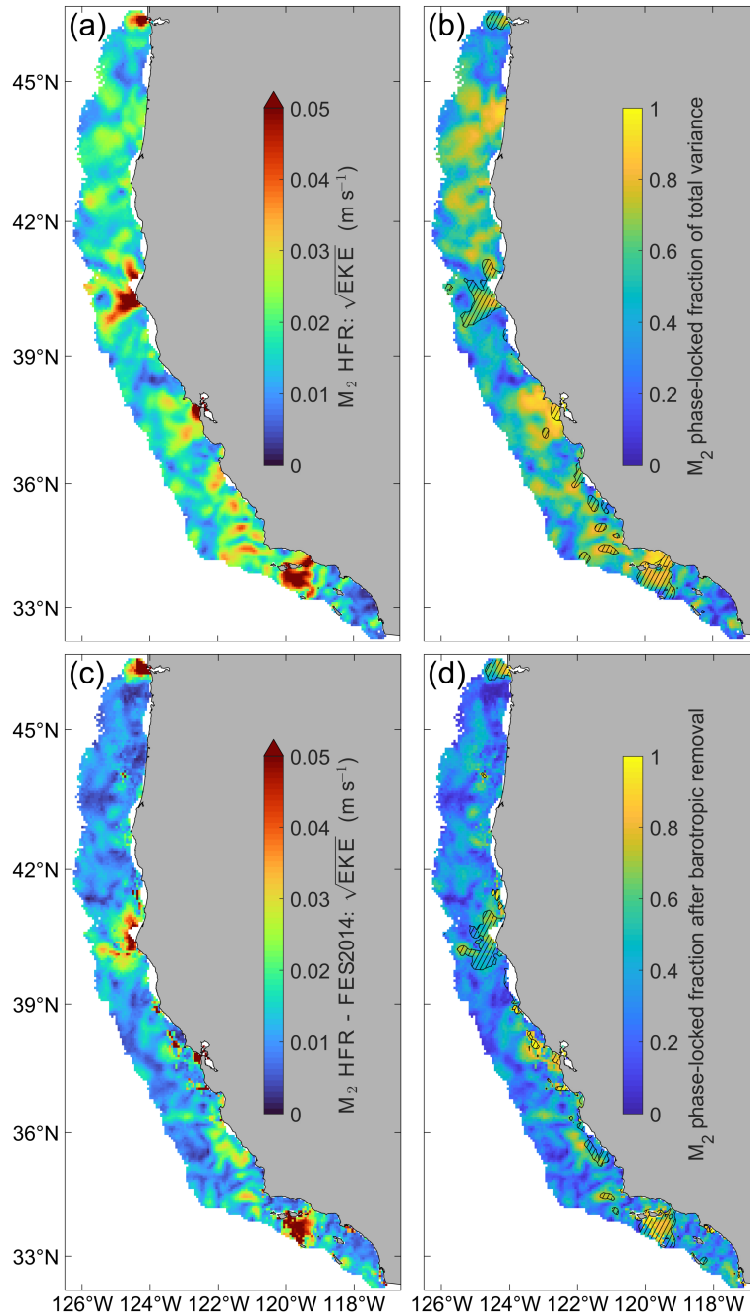 (a)
(b)
45°N
42°N
39°N
36°N
33°N
0.05
0.04
0.03
0.02
0.01
0
M₂ HFR: √EKE (m s⁻¹)
1
0.8
0.6
0.4
0.2
0
M₂ phase-locked fraction of total variance
(c)
(d)
45°N
42°N
39°N
36°N
33°N
0.05
0.04
0.03
0.02
0.01
0
M₂ HFR - FES2014: √EKE (m s⁻¹)
1
0.8
0.6
0.4
0.2
0
M₂ phase-locked fraction after barotropic removal
126°W 124°W 122°W 120°W 118°W
126°W 124°W 122°W 120°W 118°W